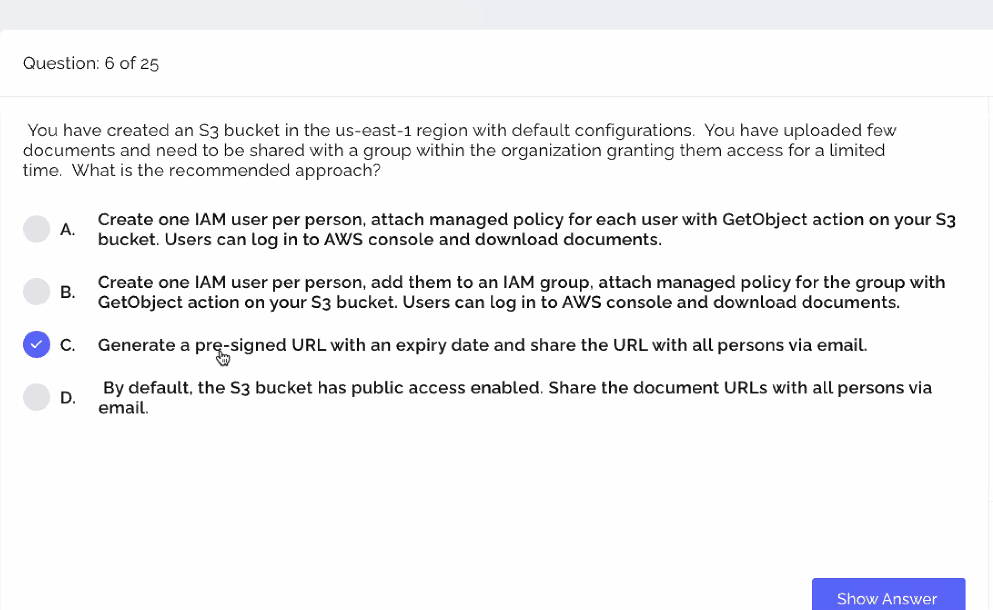 Question: 6 of 25
You have created an S3 bucket in the us-east-1 region with default configurations.  You have uploaded few
documents and need to be shared with a group within the organization granting them access for a limited
time.  What is the recommended approach?
A. Create one IAM user per person, attach managed policy for each user with GetObject action on your S3
bucket. Users can log in to AWS console and download documents.
B. Create one IAM user per person, add them to an IAM group, attach managed policy for the group with
GetObject action on your S3 bucket. Users can log in to AWS console and download documents.
C. Generate a pre-signed URL with an expiry date and share the URL with all persons via email.
D. By default, the S3 bucket has public access enabled. Share the document URLs with all persons via
email.
Show Answer